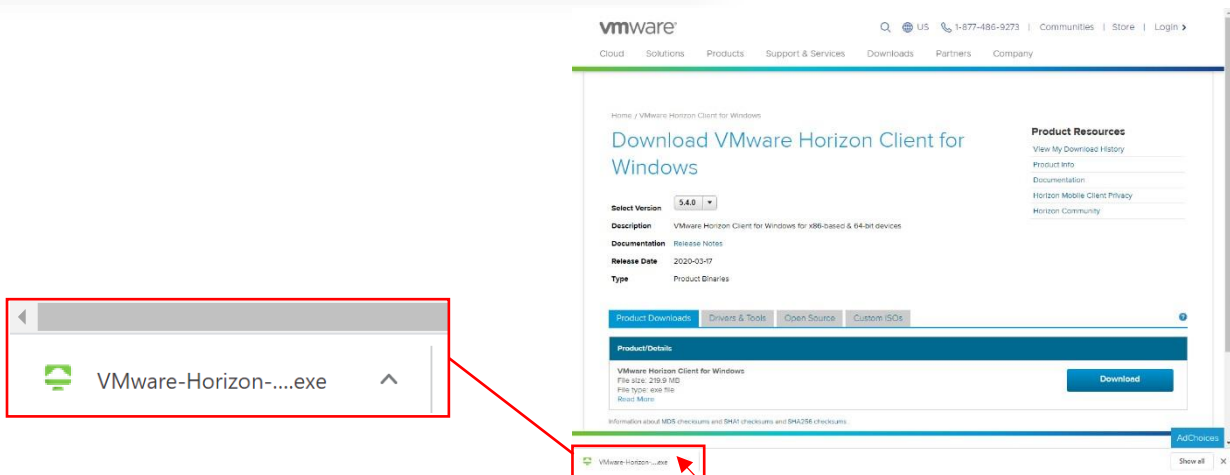 vmware
US 1-877-486-9273 | Communities | Store | Login >
Cloud Solutions Products Support & Services Downloads Partners Company
Home / VMware Horizon Client for Windows
Download VMware Horizon Client for
Windows
Select Version 5.4.0
Description VMware Horizon Client for Windows for x86-based & 64-bit devices
Documentation Release Notes
Release Date 2020-03-17
Type Product Binaries
Product Resources
View My Download History
Product Info
Documentation
Horizon Mobile Client Privacy
Horizon Community
Product Downloads Drivers & Tools Open Source Custom ISOs
Product/Details
VMware Horizon Client for Windows
File size: 219.9 MB
File type: exe file
Read More
Download
Information about MD5 checksums and SHA1 checksums and SHA256 checksums.
AdChoices
VMware-Horizon-....exe
Show all
VMware-Horizon-....exe